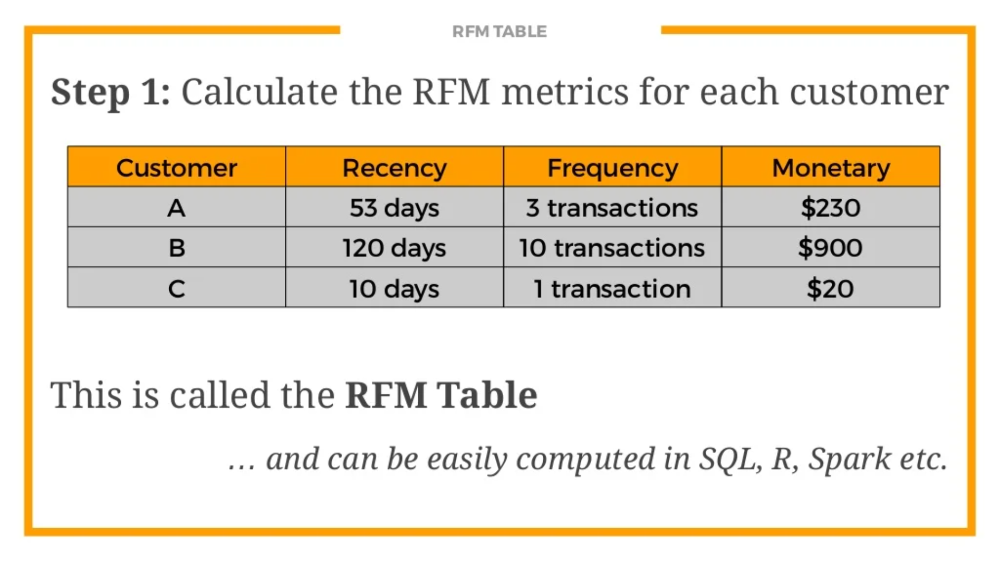 RFM TABLE
Step 1: Calculate the RFM metrics for each customer
Customer Recency Frequency Monetary
A 53 days 3 transactions $230
B 120 days 10 transactions $900
C 10 days 1 transaction $20
This is called the RFM Table
... and can be easily computed in SQL, R, Spark etc.